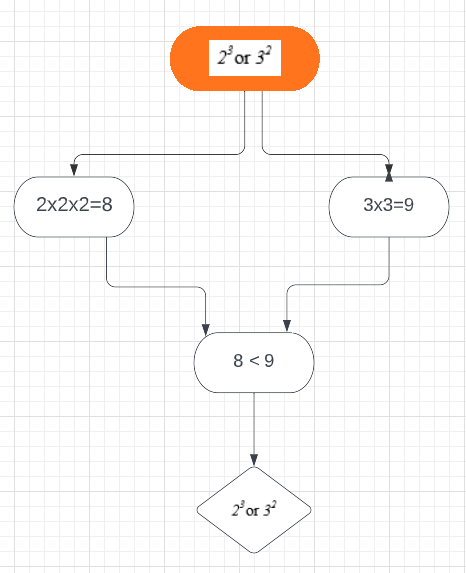 2³ or 3²
2x2x2=8
3x3=9
8 < 9
2³ or 3²